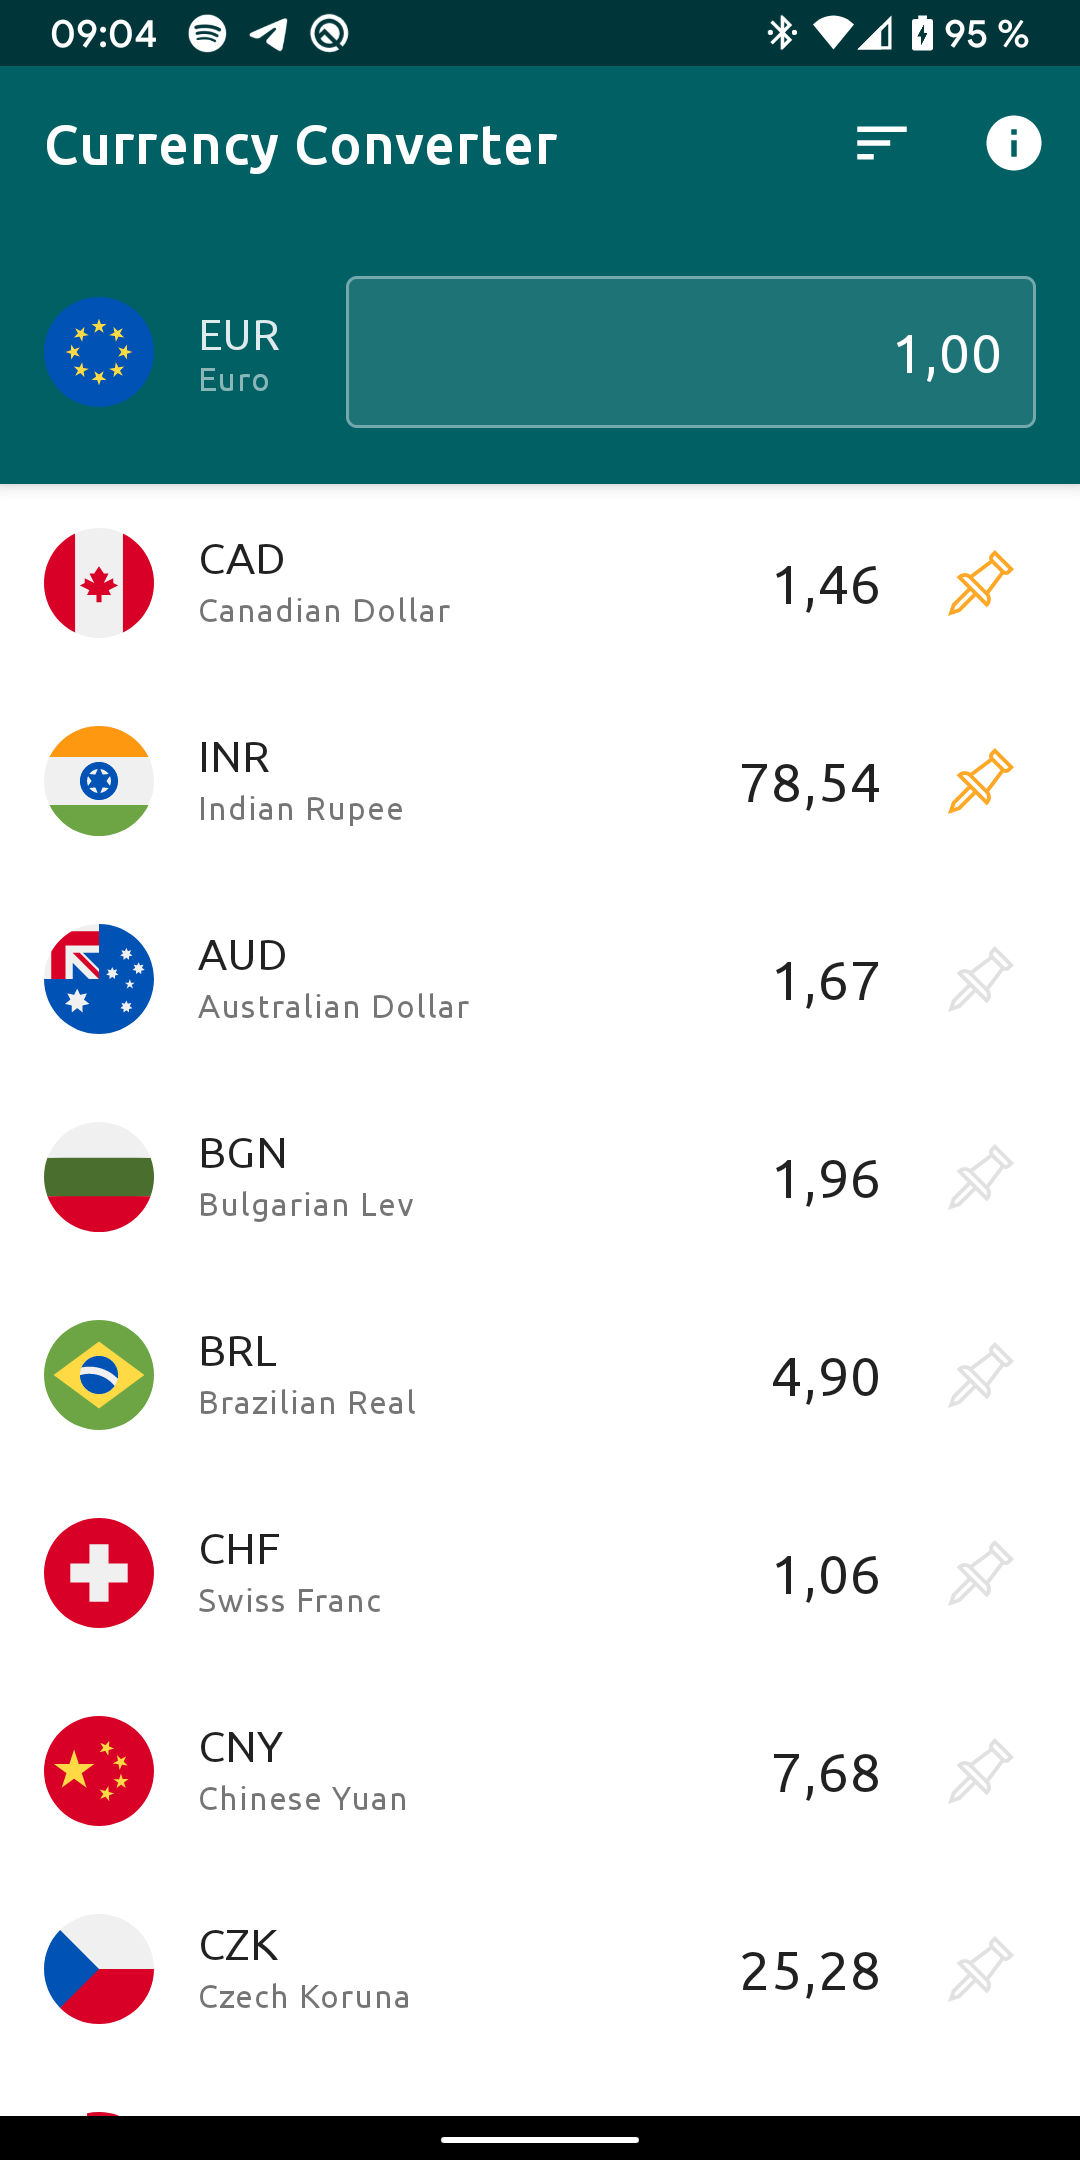 09:04 95 %
Currency Converter
EUR
Euro
1,00
CAD
Canadian Dollar
1,46
INR
Indian Rupee
78,54
AUD
Australian Dollar
1,67
BGN
Bulgarian Lev
1,96
BRL
Brazilian Real
4,90
CHF
Swiss Franc
1,06
CNY
Chinese Yuan
7,68
CZK
Czech Koruna
25,28